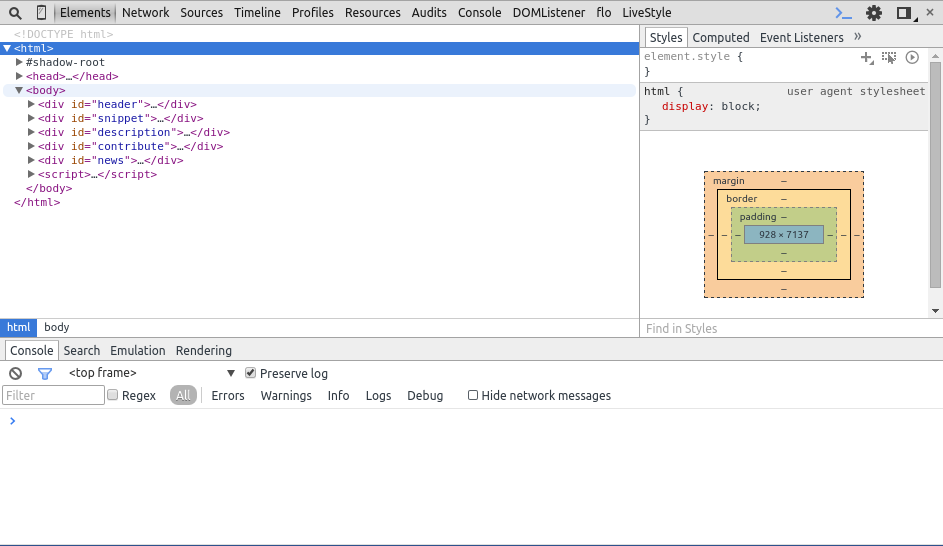 Elements Network Sources Timeline Profiles Resources Audits Console DOMListener flo LiveStyle
<!DOCTYPE html>
<html>
#shadow-root
<head>…</head>
<body>
<div id="header">…</div>
<div id="snippet">…</div>
<div id="description">…</div>
<div id="contribute">…</div>
<div id="news">…</div>
<script>…</script>
</body>
</html>
html body
Styles Computed Event Listeners »
element.style {
}
html { user agent stylesheet
display: block;
}
margin –
border –
padding –
– – – 928 × 7137 – – –
–
–
–
Find in Styles
Console Search Emulation Rendering
<top frame> ▼ Preserve log
Filter Regex All Errors Warnings Info Logs Debug Hide network messages
>